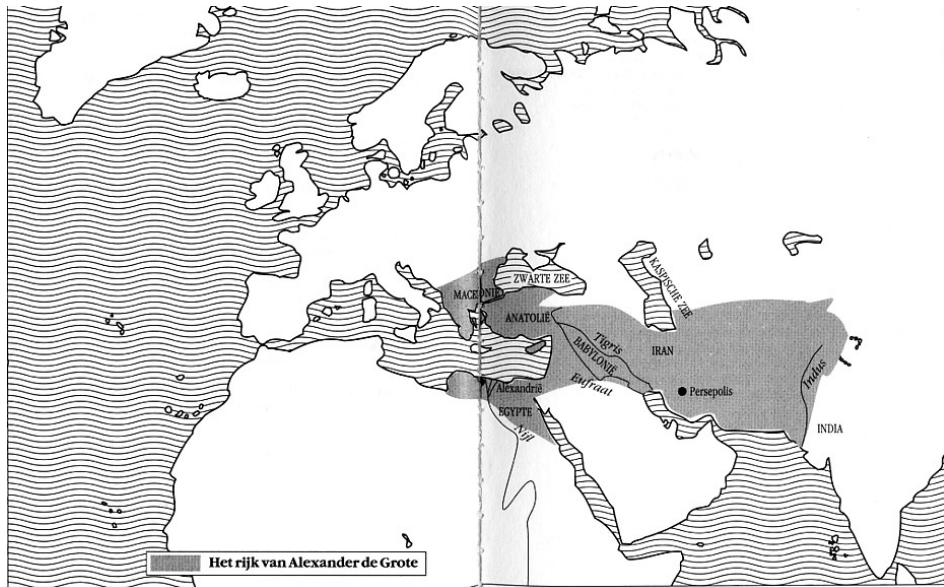 ZWARTE ZEE
KASPISCHE ZEE
MACEDONIË
ANATOLIË
Tigris
BABYLONIË
IRAN
Eufraat
Indus
Alexandrië
Persepolis
EGYPTE
Nijl
INDIA
Het rijk van Alexander de Grote